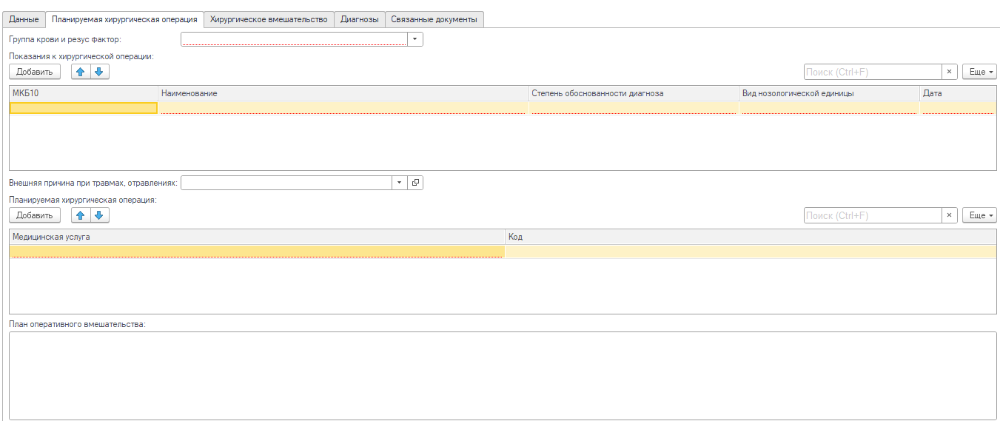 Данные Планируемая хирургическая операция Хирургическое вмешательство Диагнозы Связанные документы
Группа крови и резус фактор:
Показания к хирургической операции:
Добавить Поиск (Ctrl+F) × Еще
МКБ10 Наименование Степень обоснованности диагноза Вид нозологической единицы Дата
Внешняя причина при травмах, отравлениях:
Планируемая хирургическая операция:
Добавить Поиск (Ctrl+F) × Еще
Медицинская услуга Код
План оперативного вмешательства: